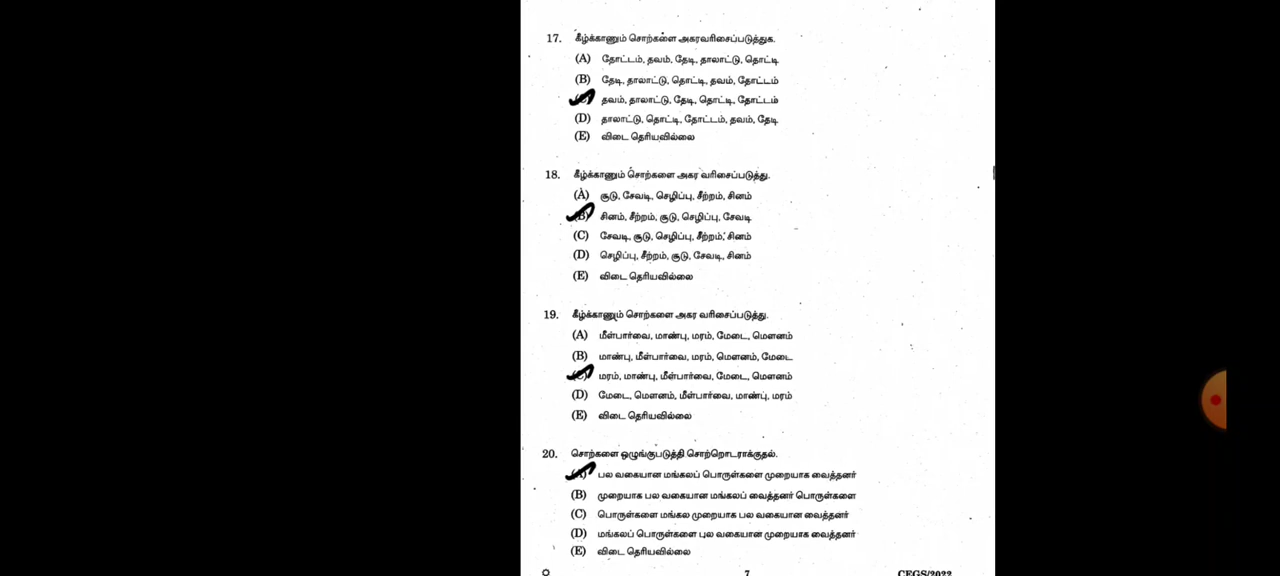 17. கீழ்க்காணும் சொற்களை அகரவரிசைப்படுத்துக.
(A) தோட்டம், தவம், தேடி, தாலாட்டு, தொட்டி
(B) தேடி, தாலாட்டு, தொட்டி, தவம், தோட்டம்
(C) தவம், தாலாட்டு, தேடி, தொட்டி, தோட்டம்
(D) தாலாட்டு, தொட்டி, தோட்டம், தவம், தேடி
(E) விடை தெரியவில்லை
18. கீழ்க்காணும் சொற்களை அகர வரிசைப்படுத்து.
(A) சூடு, சேவடி, செழிப்பு, சீற்றம், சினம்
(B) சினம், சீற்றம், சூடு, செழிப்பு, சேவடி
(C) சேவடி, சூடு, செழிப்பு, சீற்றம், சினம்
(D) செழிப்பு, சீற்றம், சூடு, சேவடி, சினம்
(E) விடை தெரியவில்லை
19. கீழ்க்காணும் சொற்களை அகர வரிசைப்படுத்து.
(A) மீள்பார்வை, மாண்பு, மரம், மேடை, மௌனம்
(B) மாண்பு, மீள்பார்வை, மரம், மௌனம், மேடை
(C) மரம், மாண்பு, மீள்பார்வை, மேடை, மௌனம்
(D) மேடை, மௌனம், மீள்பார்வை, மாண்பு, மரம்
(E) விடை தெரியவில்லை
20. சொற்களை ஒழுங்குபடுத்தி சொற்றொடராக்குதல்.
(A) பல வகையான மங்கலப் பொருள்களை முறையாக வைத்தனர்
(B) முறையாக பல வகையான மங்கலப் வைத்தனர் பொருள்களை
(C) பொருள்களை மங்கல முறையாக பல வகையான வைத்தனர்
(D) மங்கலப் பொருள்களை பல வகையான முறையாக வைத்தனர்
(E) விடை தெரியவில்லை
7 CEGS/2022